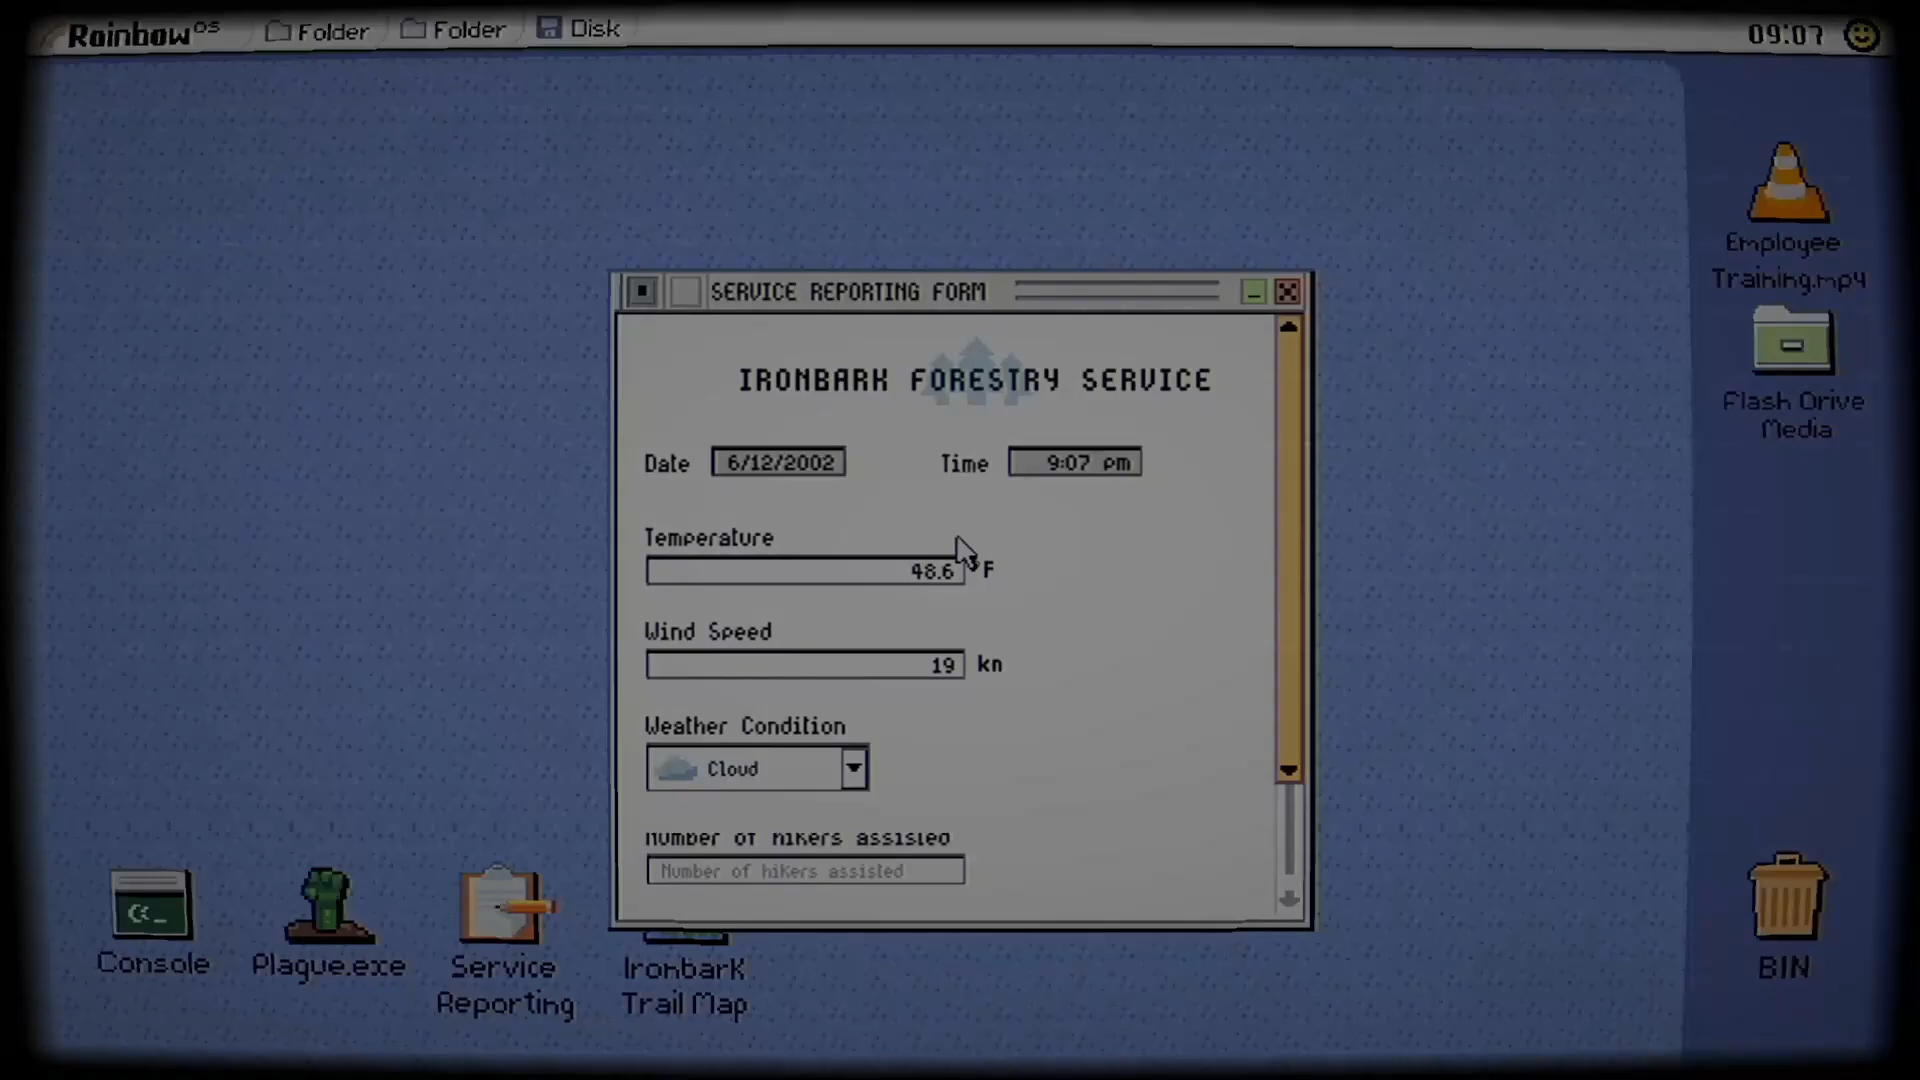 RainbowOS Folder Folder Disk 09:07
Employee
Training.mp4
Flash Drive
Media
SERVICE REPORTING FORM
IRONBARK FORESTRY SERVICE
Date 6/12/2002 Time 9:07 pm
Temperature
48.6 °F
Wind Speed
19 kn
Weather Condition
Cloud
Number of hikers assisted
Number of hikers assisted
Console
Plague.exe
Service
Reporting
Ironbark
Trail Map
BIN